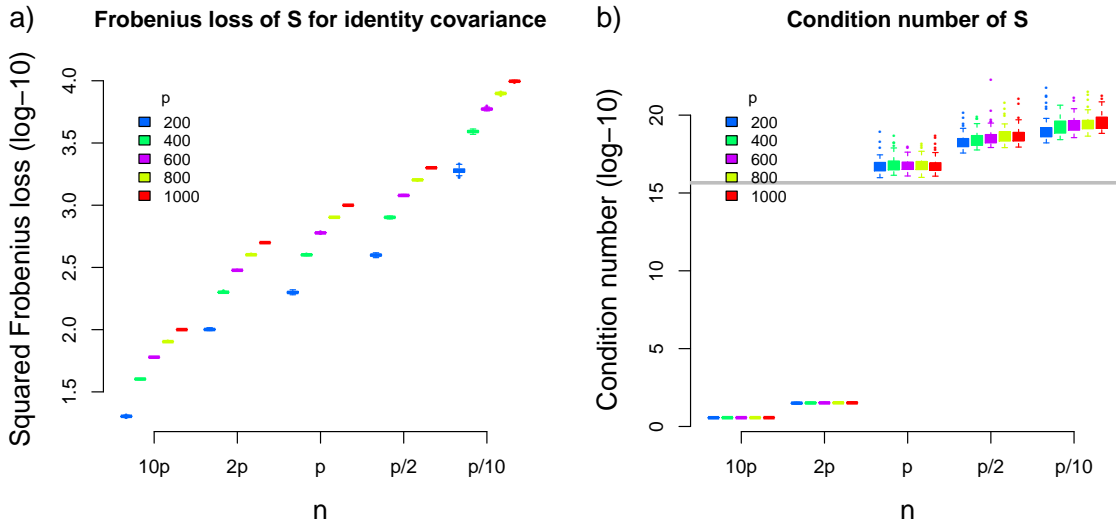 a)
Frobenius loss of S for identity covariance
Squared Frobenius loss (log−10)
4.0
3.5
3.0
2.5
2.0
1.5
p
200
400
600
800
1000
10p
2p
p
p/2
p/10
n
b)
Condition number of S
Condition number (log−10)
20
15
10
5
0
p
200
400
600
800
1000
10p
2p
p
p/2
p/10
n